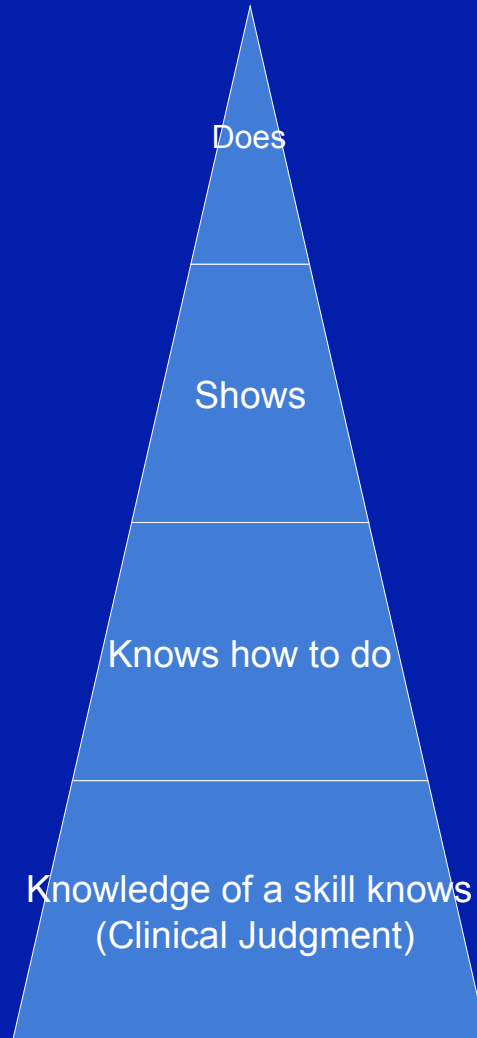 Does
Shows
Knows how to do
Knowledge of a skill knows
(Clinical Judgment)